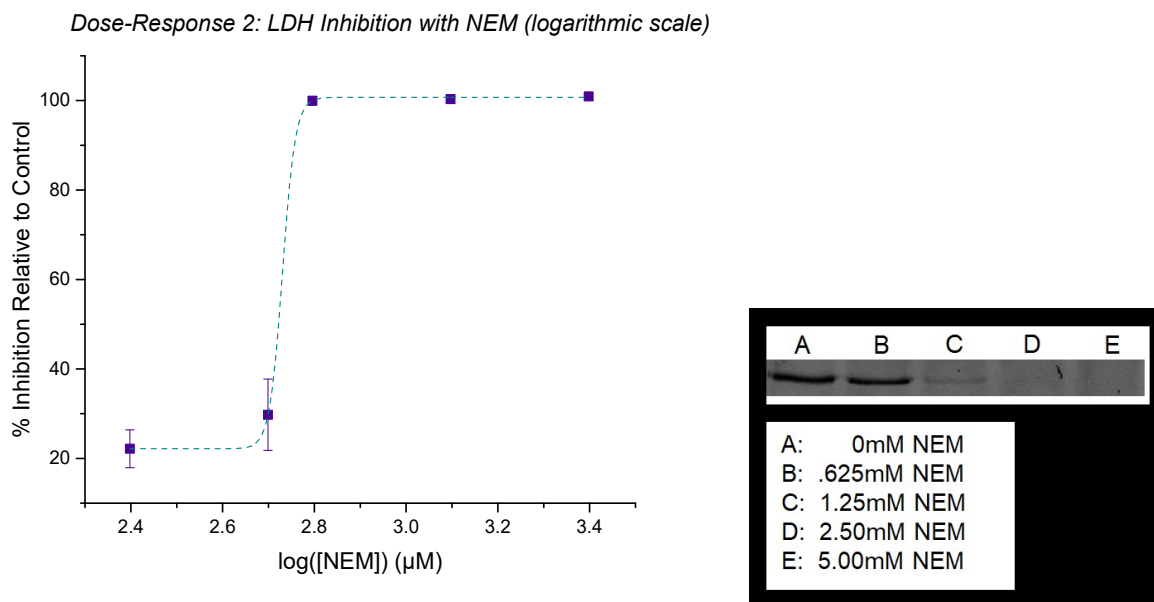 Dose-Response 2: LDH Inhibition with NEM (logarithmic scale)
% Inhibition Relative to Control
100
80
60
40
20
2.4 2.6 2.8 3.0 3.2 3.4
log([NEM]) (µM)
A B C D E
A: 0mM NEM
B: .625mM NEM
C: 1.25mM NEM
D: 2.50mM NEM
E: 5.00mM NEM